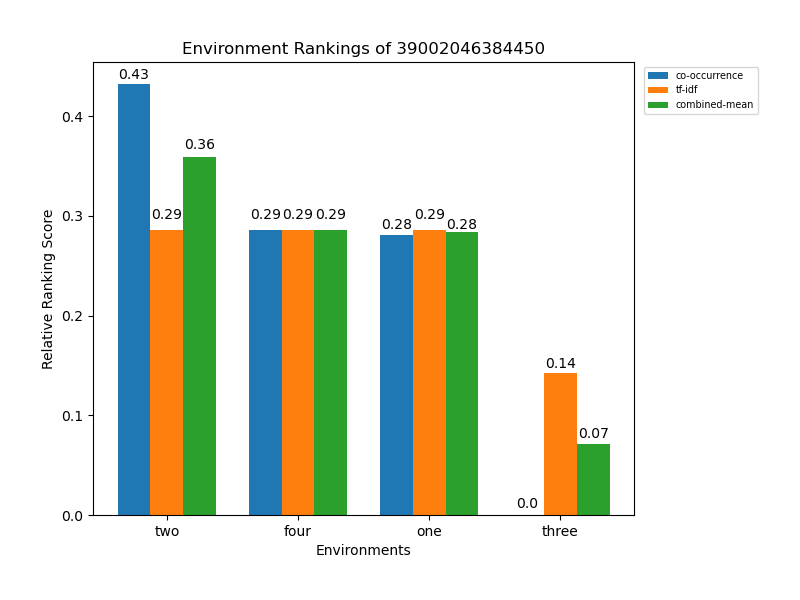 Environment Rankings of 39002046384450
co-occurrence
tf-idf
combined-mean
Relative Ranking Score
0.4
0.3
0.2
0.1
0.0
0.43 0.29 0.36
0.29 0.29 0.29
0.28 0.29 0.28
0.0 0.14 0.07
two four one three
Environments